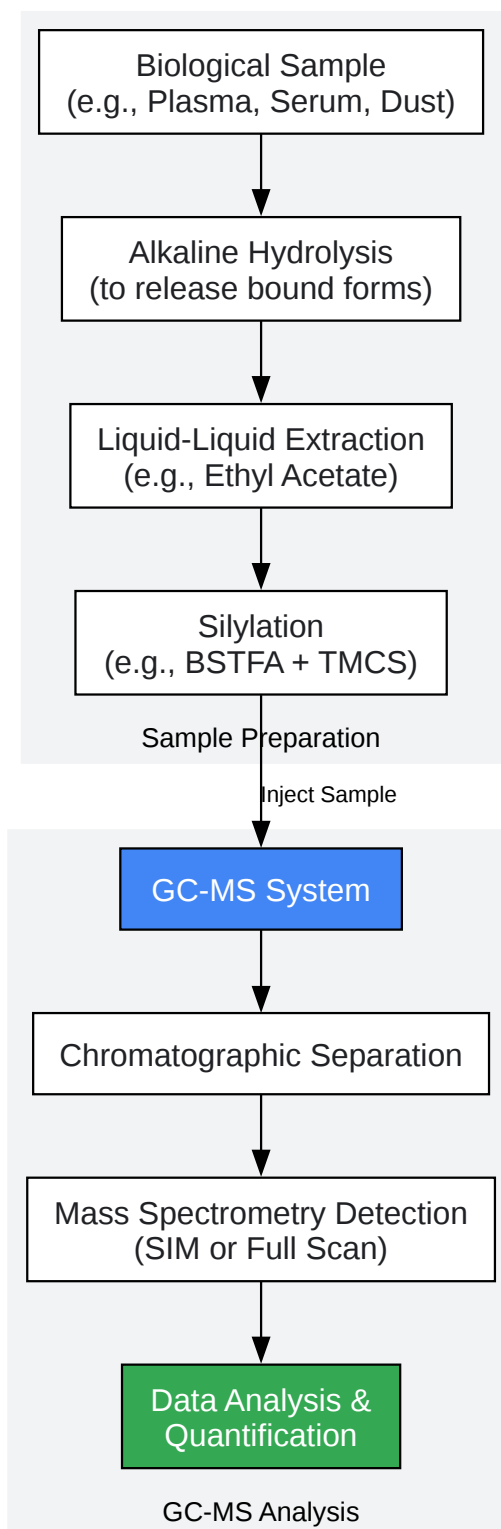 Biological Sample
(e.g., Plasma, Serum, Dust)
Alkaline Hydrolysis
(to release bound forms)
Liquid-Liquid Extraction
(e.g., Ethyl Acetate)
Silylation
(e.g., BSTFA + TMCS)
Sample Preparation
Inject Sample
GC-MS System
Chromatographic Separation
Mass Spectrometry Detection
(SIM or Full Scan)
Data Analysis &
Quantification
GC-MS Analysis